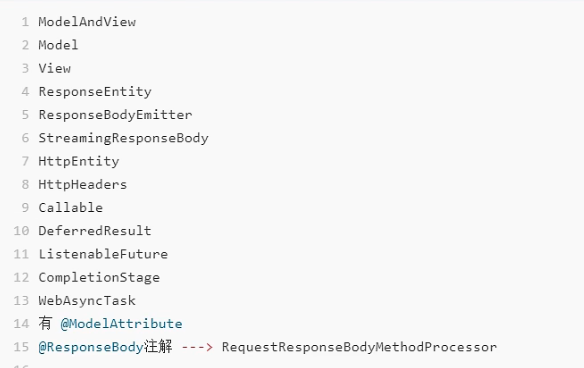 1 ModelAndView
2 Model
3 View
4 ResponseEntity
5 ResponseBodyEmitter
6 StreamingResponseBody
7 HttpEntity
8 HttpHeaders
9 Callable
10 DeferredResult
11 ListenableFuture
12 CompletionStage
13 WebAsyncTask
14 有 @ModelAttribute
15 @ResponseBody注解 ---> RequestResponseBodyMethodProcessor